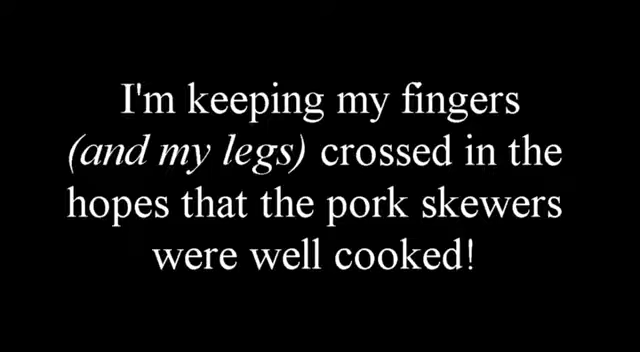 I'm keeping my fingers
(and my legs) crossed in the
hopes that the pork skewers
were well cooked!